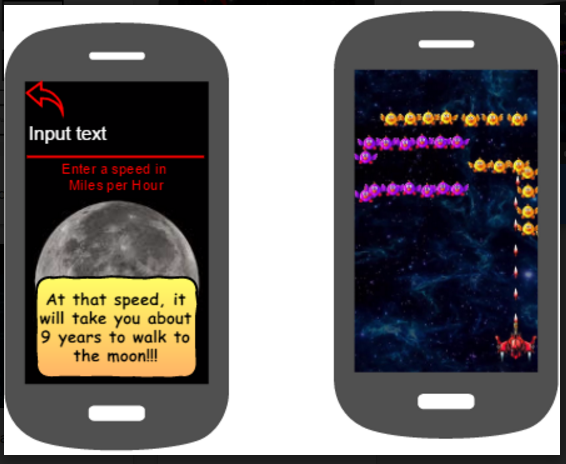 Input text
Enter a speed in
Miles per Hour
At that speed, it
will take you about
9 years to walk to
the moon!!!